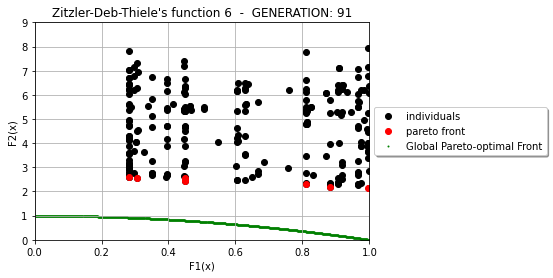 Zitzler-Deb-Thiele's function 6 - GENERATION: 91
9
8
7
6
5
4
3
2
1
0
F2(x)
0.0 0.2 0.4 0.6 0.8 1.0
F1(x)
individuals
pareto front
Global Pareto-optimal Front